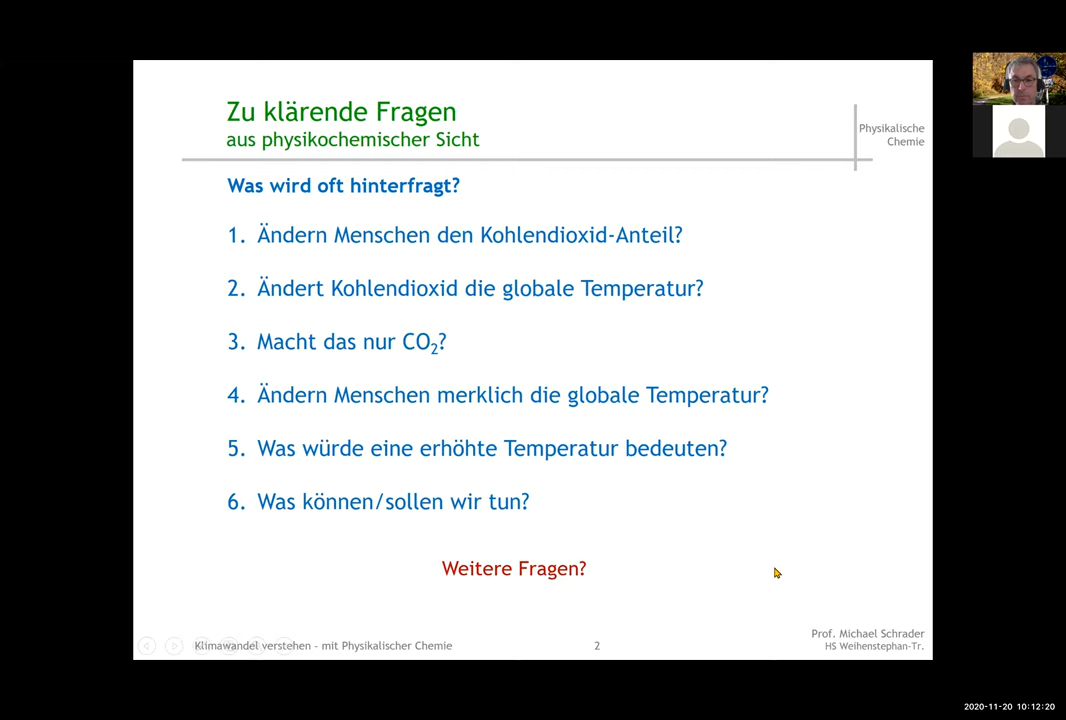 Zu klärende Fragen
aus physikochemischer Sicht
Physikalische
Chemie
Was wird oft hinterfragt?
1. Ändern Menschen den Kohlendioxid-Anteil?
2. Ändert Kohlendioxid die globale Temperatur?
3. Macht das nur CO₂?
4. Ändern Menschen merklich die globale Temperatur?
5. Was würde eine erhöhte Temperatur bedeuten?
6. Was können/sollen wir tun?
Weitere Fragen?
Klimawandel verstehen - mit Physikalischer Chemie
2
Prof. Michael Schrader
HS Weihenstephan-Tr.
2020-11-20 10:12:20